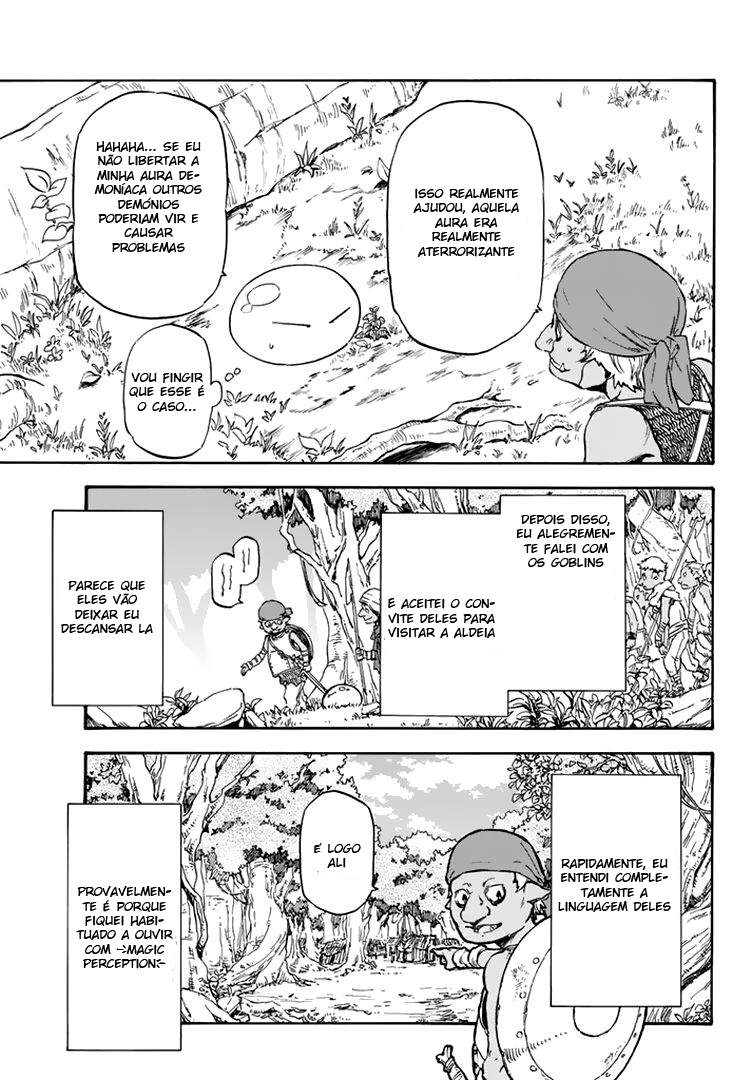 ISSO REALMENTE
AJUDOU, AQUELA
AURA ERA
REALMENTE
ATERRORIZANTE
HAHAHA... SE EU
NÃO LIBERTAR A
MINHA AURA DE-
MONÍACA OUTROS
DEMÓNIOS
PODERIAM VIR E
CAUSAR
PROBLEMAS
VOU FINGIR
QUE ESSE É
O CASO...
DEPOIS DISSO,
EU ALEGREMEN-
TE FALEI COM
OS GOBLINS
E ACEITEI O CON-
VITE DELES PARA
VISITAR A ALDEIA
PARECE QUE
ELES VÃO
DEIXAR EU
DESCANSAR LA
RAPIDAMENTE, EU
ENTENDI COMPLE-
TAMENTE A
LINGUAGEM DELES
E LOGO
ALI
PROVAVELMEN-
TE É PORQUE
FIQUEI HABI-
TUADO A OUVIR
COM ÷MAGIC
PERCEPTION÷